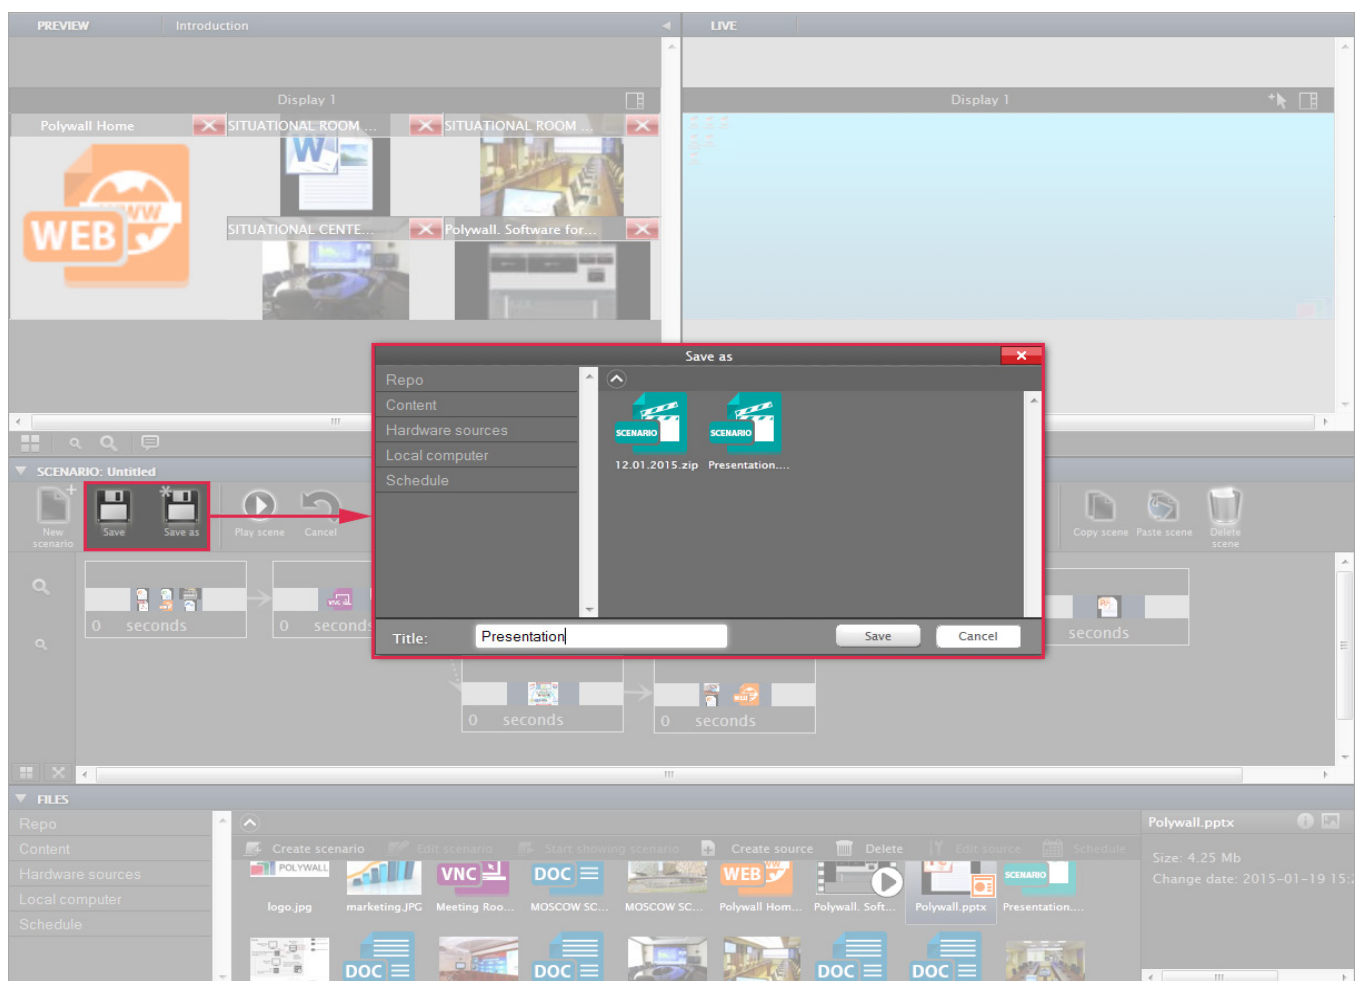 PREVIEW Introduction LIVE
Display 1 Display 1
Polywall Home SITUATIONAL ROOM ... SITUATIONAL ROOM ...
W
WWW
WEB
SITUATIONAL CENTE... Polywall. Software for...
Save as
Repo
Content
Hardware sources
Local computer
Schedule
SCENARIO SCENARIO
12.01.2015.zip Presentation....
Title: Presentation Save Cancel
SCENARIO: Untitled
New scenario Save Save as Play scene Cancel Copy scene Paste scene Delete scene
VNC
0 seconds 0 seconds seconds
WEB
0 seconds 0 seconds
FILES
Repo
Content
Hardware sources
Local computer
Schedule
Create scenario Edit scenario Start showing scenario Create source Delete Edit source Schedule
POLYWALL VNC DOC WEB SCENARIO
logo.jpg marketing.JPG Meeting Roo... MOSCOW SC... MOSCOW SC... Polywall Hom... Polywall. Soft... Polywall.pptx Presentation....
DOC DOC DOC DOC
Polywall.pptx
Size: 4.25 Mb
Change date: 2015-01-19 15: